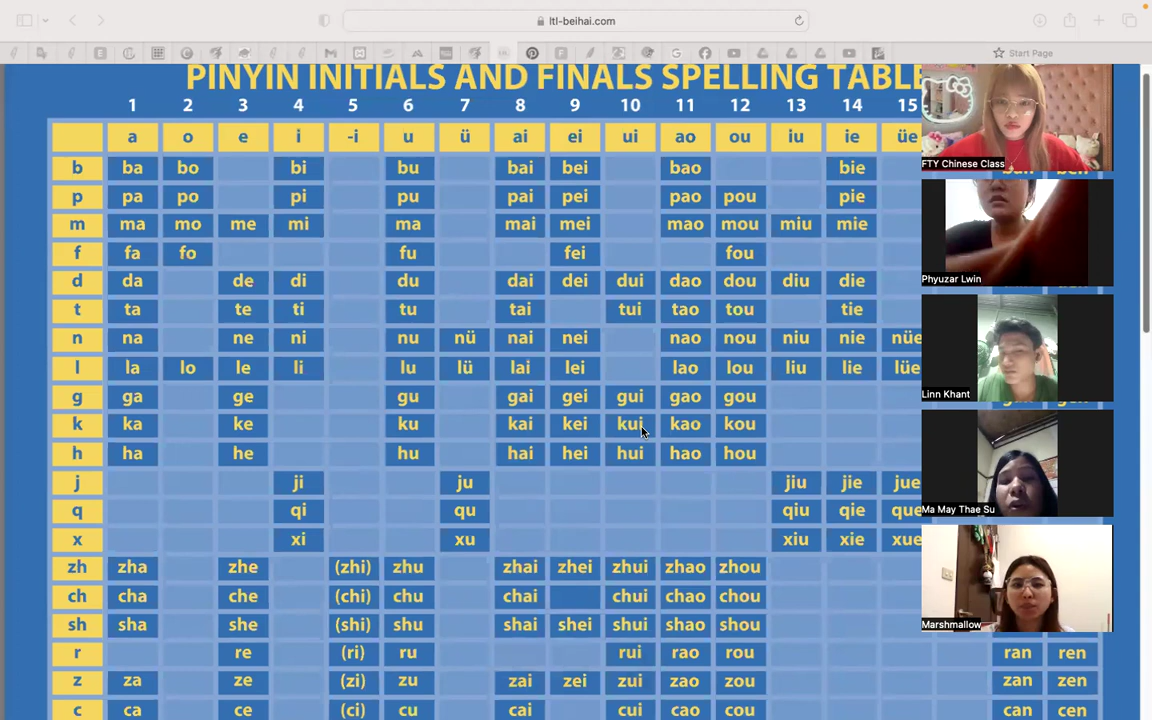 ltl-beihai.com
Start Page
PINYIN INITIALS AND FINALS SPELLING TABLE
1 2 3 4 5 6 7 8 9 10 11 12 13 14 15
a o e i -i u ü ai ei ui ao ou iu ie üe
b ba bo bi bu bai bei bao bie
p pa po pi pu pai pei pao pou pie
m ma mo me mi ma mai mei mao mou miu mie
f fa fo fu fei fou
d da de di du dai dei dui dao dou diu die
t ta te ti tu tai tui tao tou tie
n na ne ni nu nü nai nei nao nou niu nie nüe
l la lo le li lu lü lai lei lao lou liu lie lüe
g ga ge gu gai gei gui gao gou
k ka ke ku kai kei kui kao kou
h ha he hu hai hei hui hao hou
j ji ju jiu jie jue
q qi qu qiu qie que
x xi xu xiu xie xue
zh zha zhe (zhi) zhu zhai zhei zhui zhao zhou
ch cha che (chi) chu chai chui chao chou
sh sha she (shi) shu shai shei shui shao shou
r re (ri) ru rui rao rou ran ren
z za ze (zi) zu zai zei zui zao zou zan zen
c ca ce (ci) cu cai cui cao cou can cen
FTY Chinese Class
Phyuzar Lwin
Linn Khant
Ma May Thae Su
Marshmallow